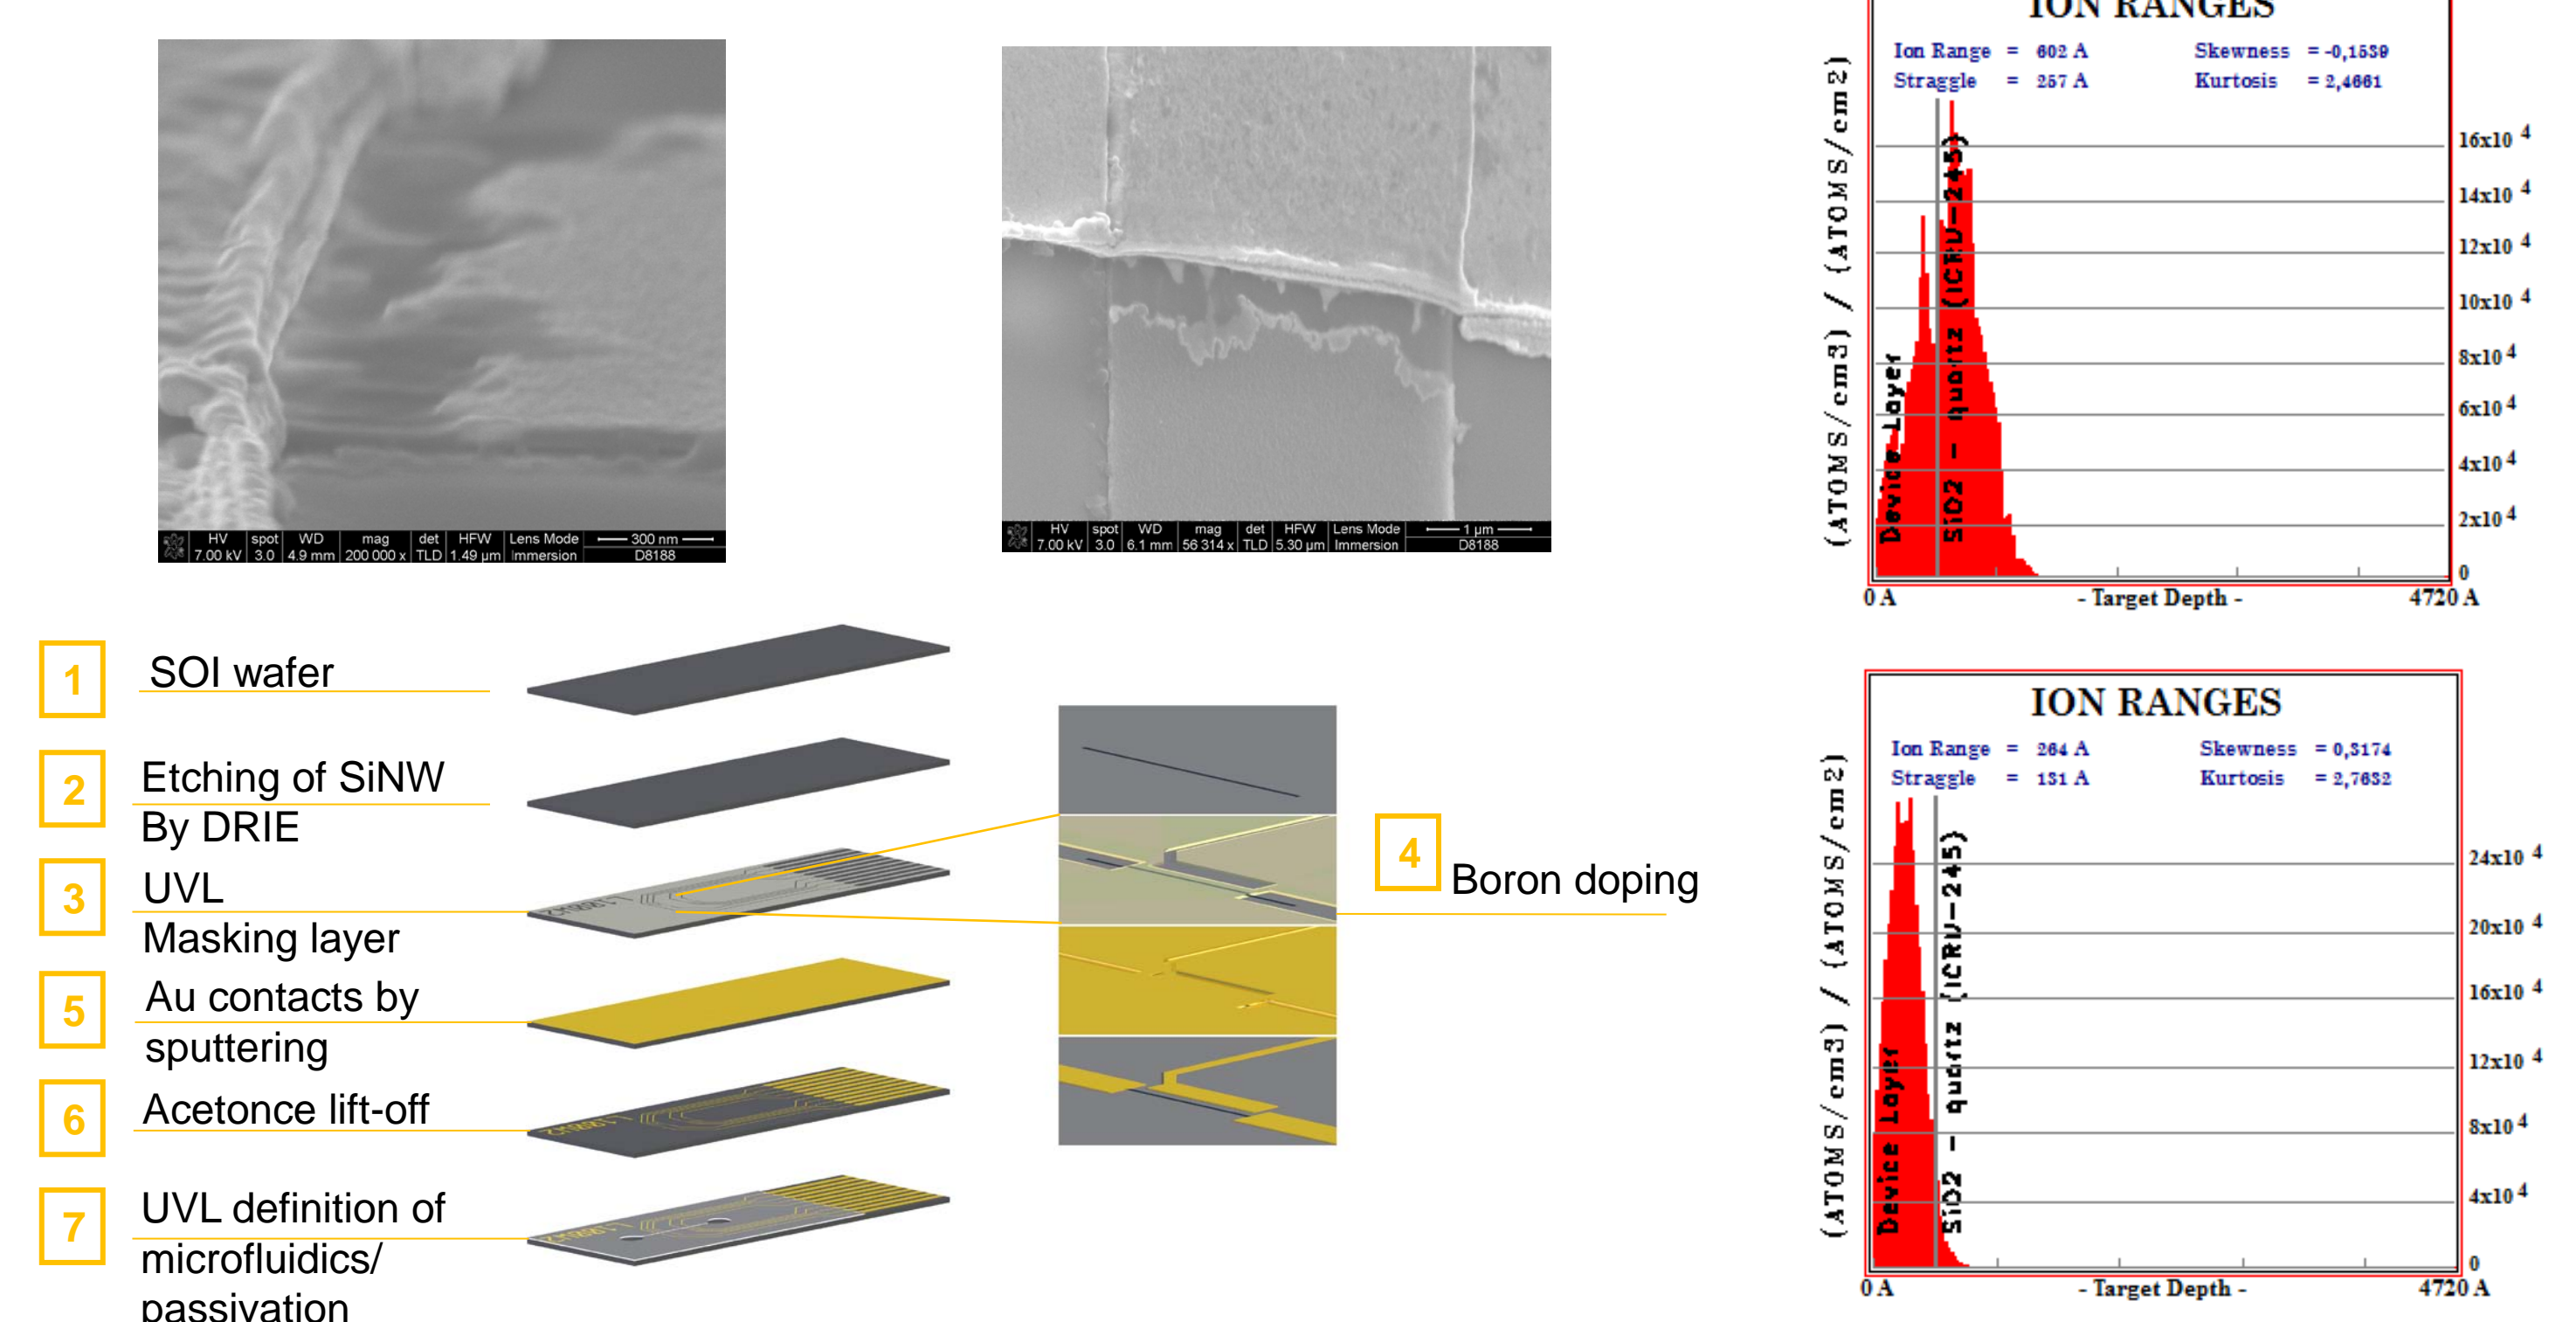 HV spot WD mag det HFW Lens Mode 300 nm
7.00 kV 3.0 4.9 mm 200 000 x TLD 1.49 µm Immersion D8188
HV spot WD mag det HFW Lens Mode 1 µm
7.00 kV 3.0 6.1 mm 56 314 x TLD 5.30 µm Immersion D8188
1
SOI wafer
2
Etching of SiNW
By DRIE
3
UVL
Masking layer
4
Boron doping
5
Au contacts by
sputtering
6
Acetonce lift-off
7
UVL definition of
microfluidics/
passivation
ION RANGES
Ion Range = 602 A Skewness = -0,1539
Straggle = 257 A Kurtosis = 2,4661
(ATOMS/cm3) / (ATOMS/cm2)
Device Layer
SiO2 - quartz (ICRU-245)
16x10 4
14x10 4
12x10 4
10x10 4
8x10 4
6x10 4
4x10 4
2x10 4
0
0 A - Target Depth - 4720 A
ION RANGES
Ion Range = 264 A Skewness = 0,3174
Straggle = 131 A Kurtosis = 2,7632
(ATOMS/cm3) / (ATOMS/cm2)
Device Layer
SiO2 - quartz (ICRU-245)
24x10 4
20x10 4
16x10 4
12x10 4
8x10 4
4x10 4
0
0 A - Target Depth - 4720 A